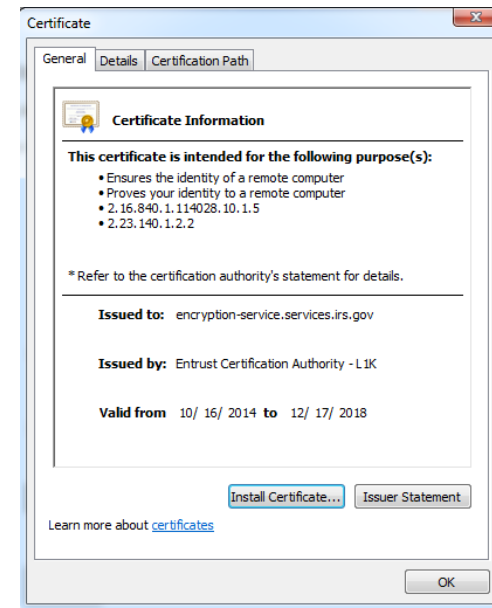 Certificate
General Details Certification Path
Certificate Information
This certificate is intended for the following purpose(s):
• Ensures the identity of a remote computer
• Proves your identity to a remote computer
• 2.16.840.1.114028.10.1.5
• 2.23.140.1.2.2
* Refer to the certification authority's statement for details.
Issued to: encryption-service.services.irs.gov
Issued by: Entrust Certification Authority - L1K
Valid from 10/ 16/ 2014 to 12/ 17/ 2018
Install Certificate... Issuer Statement
Learn more about certificates
OK